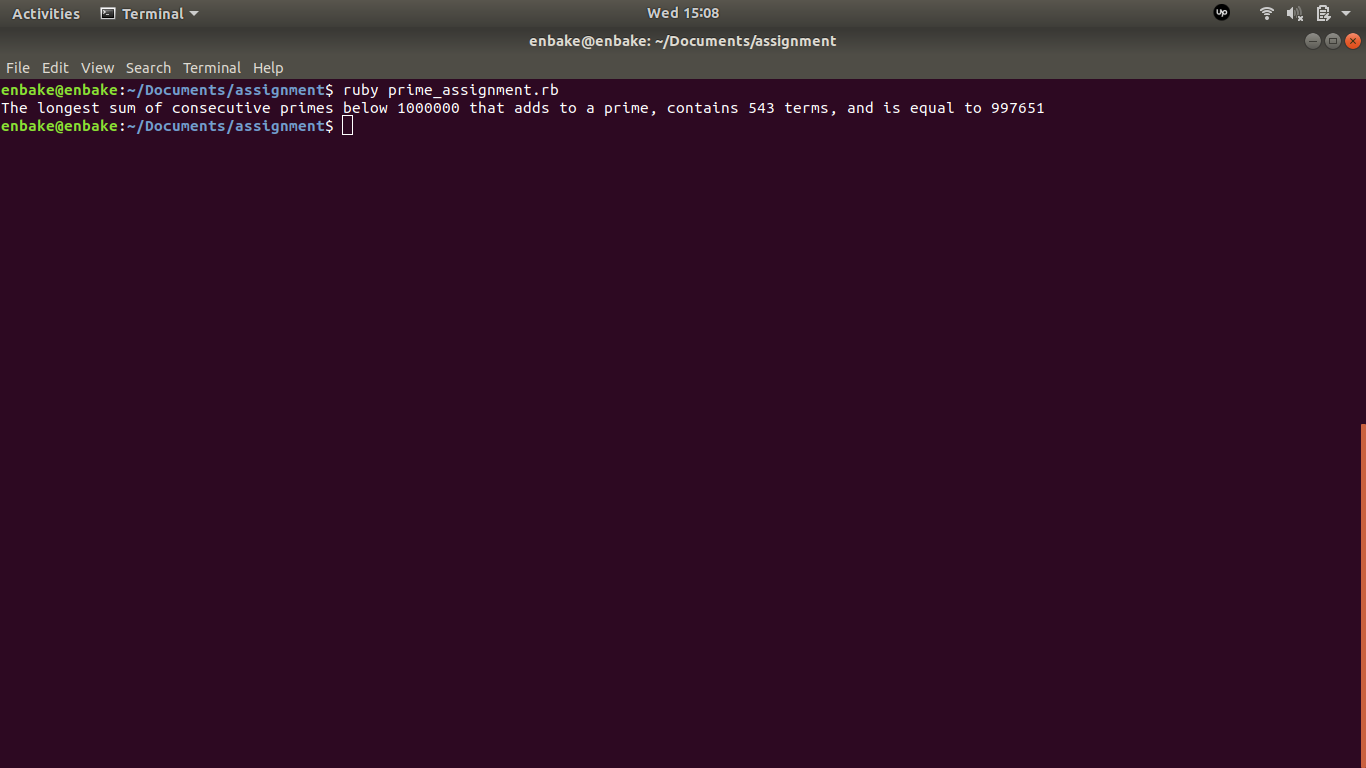 Activities Terminal Wed 15:08 Up
enbake@enbake: ~/Documents/assignment
File Edit View Search Terminal Help
enbake@enbake:~/Documents/assignment$ ruby prime_assignment.rb
The longest sum of consecutive primes below 1000000 that adds to a prime, contains 543 terms, and is equal to 997651
enbake@enbake:~/Documents/assignment$